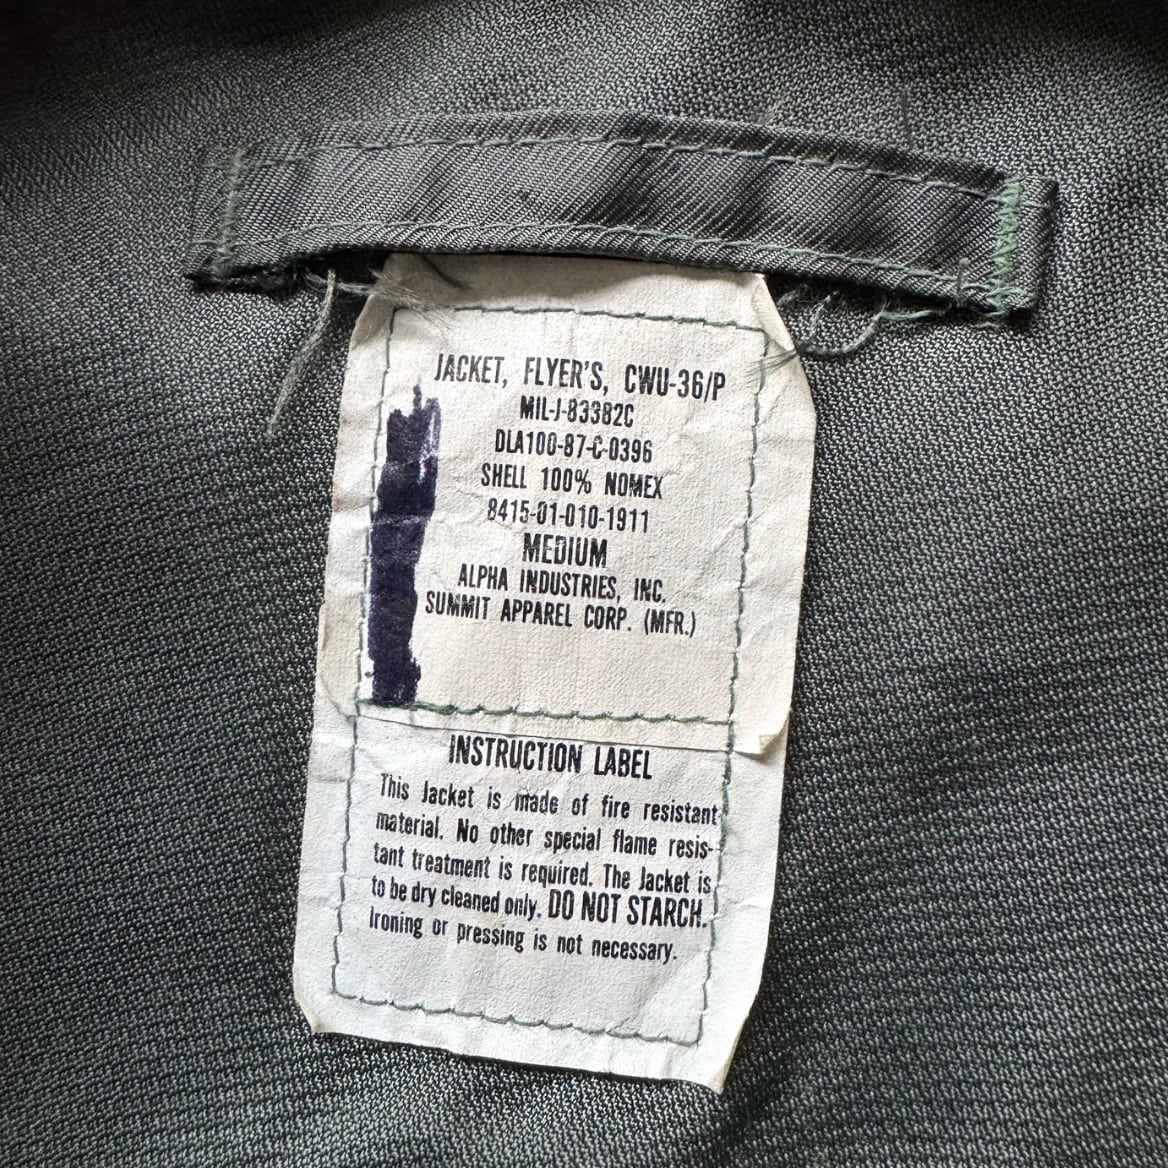 JACKET, FLYER'S, CWU-36/P
MIL-J-83382C
DLA100-87-C-0396
SHELL 100% NOMEX
8415-01-010-1911
MEDIUM
ALPHA INDUSTRIES, INC.
SUMMIT APPAREL CORP. (MFR.)
INSTRUCTION LABEL
This Jacket is made of fire resistant
material. No other special flame resis-
tant treatment is required. The Jacket is
to be dry cleaned only. DO NOT STARCH.
Ironing or pressing is not necessary.